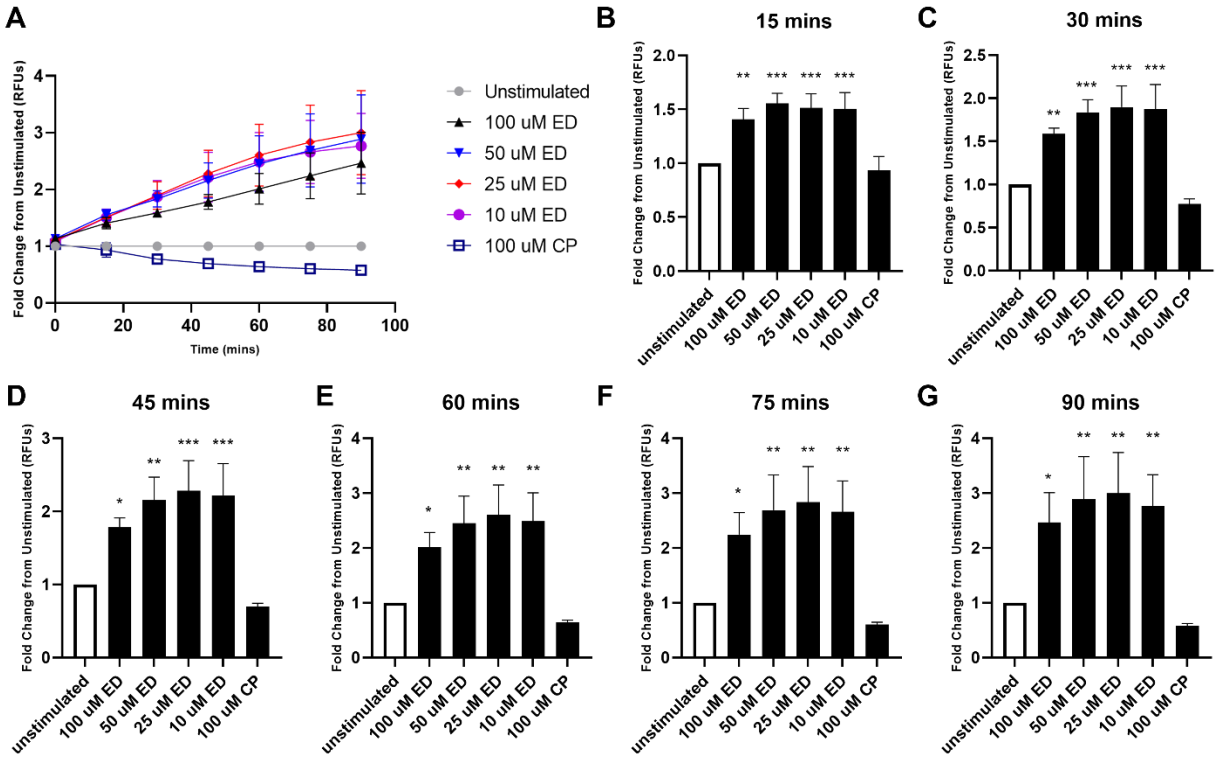 A
Fold Change from Unstimulated (RFUs)
4
3
2
1
0
0
20
40
60
80
100
Time (mins)
Unstimulated
100 uM ED
50 uM ED
25 uM ED
10 uM ED
100 uM CP
B
15 mins
Fold Change from Unstimulated (RFUs)
2.0
1.5
1.0
0.5
0.0
** *** *** ***
unstimulated
100 uM ED
50 uM ED
25 uM ED
10 uM ED
100 uM CP
C
30 mins
Fold Change from Unstimulated (RFUs)
2.5
2.0
1.5
1.0
0.5
0.0
** *** *** ***
unstimulated
100 uM ED
50 uM ED
25 uM ED
10 uM ED
100 uM CP
D
45 mins
Fold Change from Unstimulated (RFUs)
3
2
1
0
* ** *** ***
unstimulated
100 uM ED
50 uM ED
25 uM ED
10 uM ED
100 uM CP
E
60 mins
Fold Change from Unstimulated (RFUs)
4
3
2
1
0
* ** ** **
unstimulated
100 uM ED
50 uM ED
25 uM ED
10 uM ED
100 uM CP
F
75 mins
Fold Change from Unstimulated (RFUs)
4
3
2
1
0
* ** ** **
unstimulated
100 uM ED
50 uM ED
25 uM ED
10 uM ED
100 uM CP
G
90 mins
Fold Change from Unstimulated (RFUs)
4
3
2
1
0
* ** ** **
unstimulated
100 uM ED
50 uM ED
25 uM ED
10 uM ED
100 uM CP